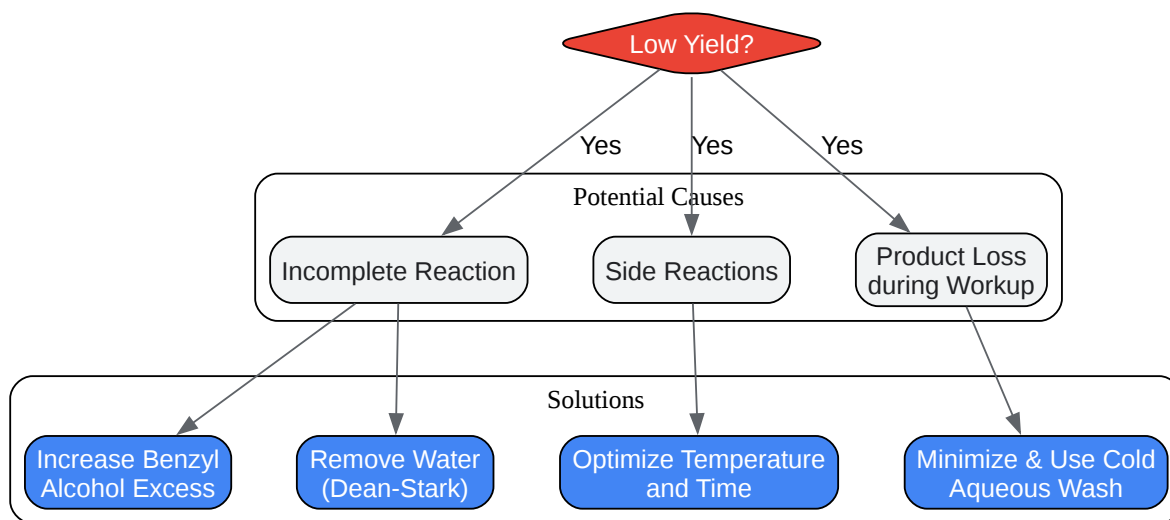 Low Yield?
Yes
Yes
Yes
Potential Causes
Incomplete Reaction
Side Reactions
Product Loss
during Workup
Solutions
Increase Benzyl
Alcohol Excess
Remove Water
(Dean-Stark)
Optimize Temperature
and Time
Minimize & Use Cold
Aqueous Wash